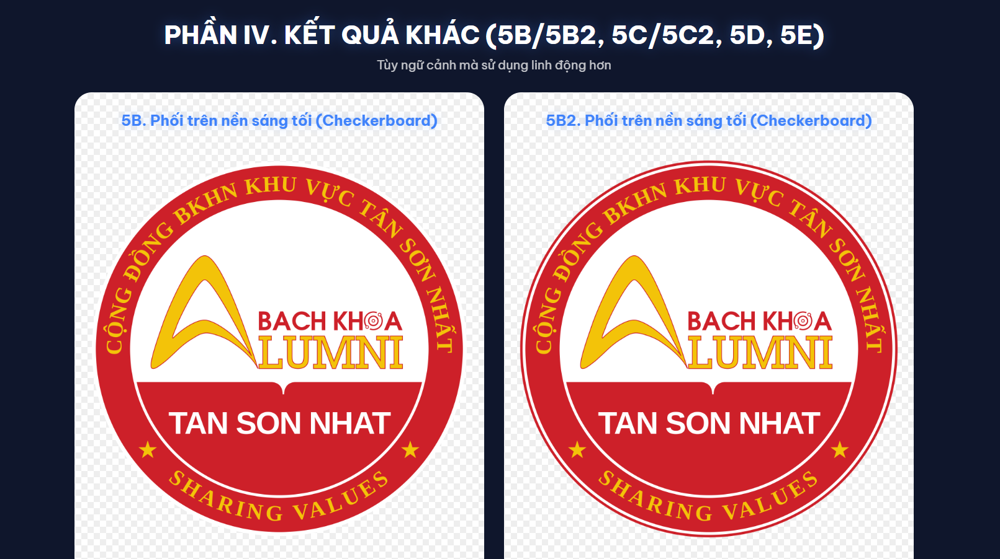 PHẦN IV. KẾT QUẢ KHÁC (5B/5B2, 5C/5C2, 5D, 5E)
Tùy ngữ cảnh mà sử dụng linh động hơn
5B. Phối trên nền sáng tối (Checkerboard)
CỘNG ĐỒNG BKHN KHU VỰC TÂN SƠN NHẤT
BACH KHOA
ALUMNI
TAN SON NHAT
★ SHARING VALUES ★
5B2. Phối trên nền sáng tối (Checkerboard)
CỘNG ĐỒNG BKHN KHU VỰC TÂN SƠN NHẤT
BACH KHOA
ALUMNI
TAN SON NHAT
★ SHARING VALUES ★